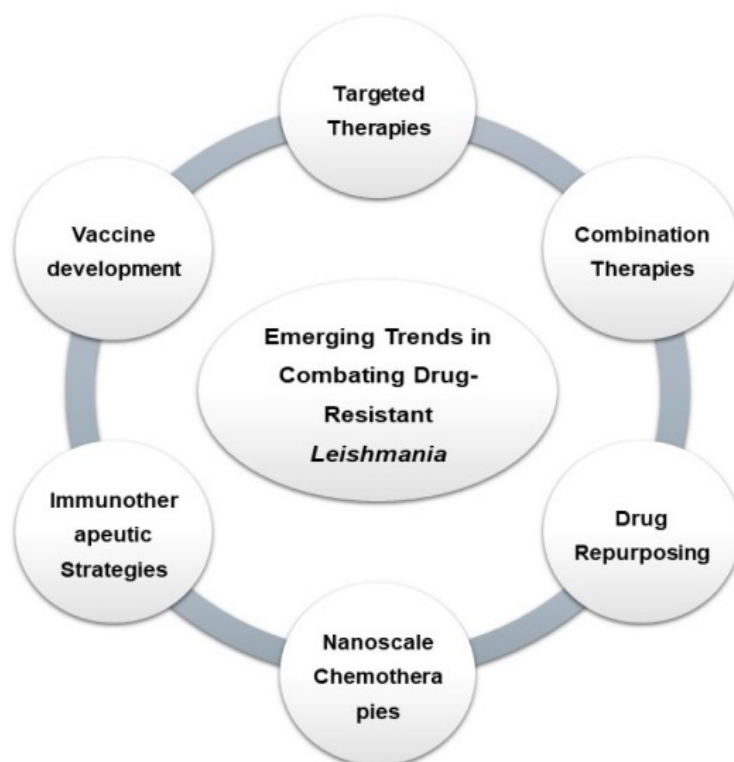 Targeted
Therapies
Vaccine
development
Combination
Therapies
Emerging Trends in
Combating Drug-
Resistant
Leishmania
Immunother
apeutic
Strategies
Drug
Repurposing
Nanoscale
Chemothera
pies